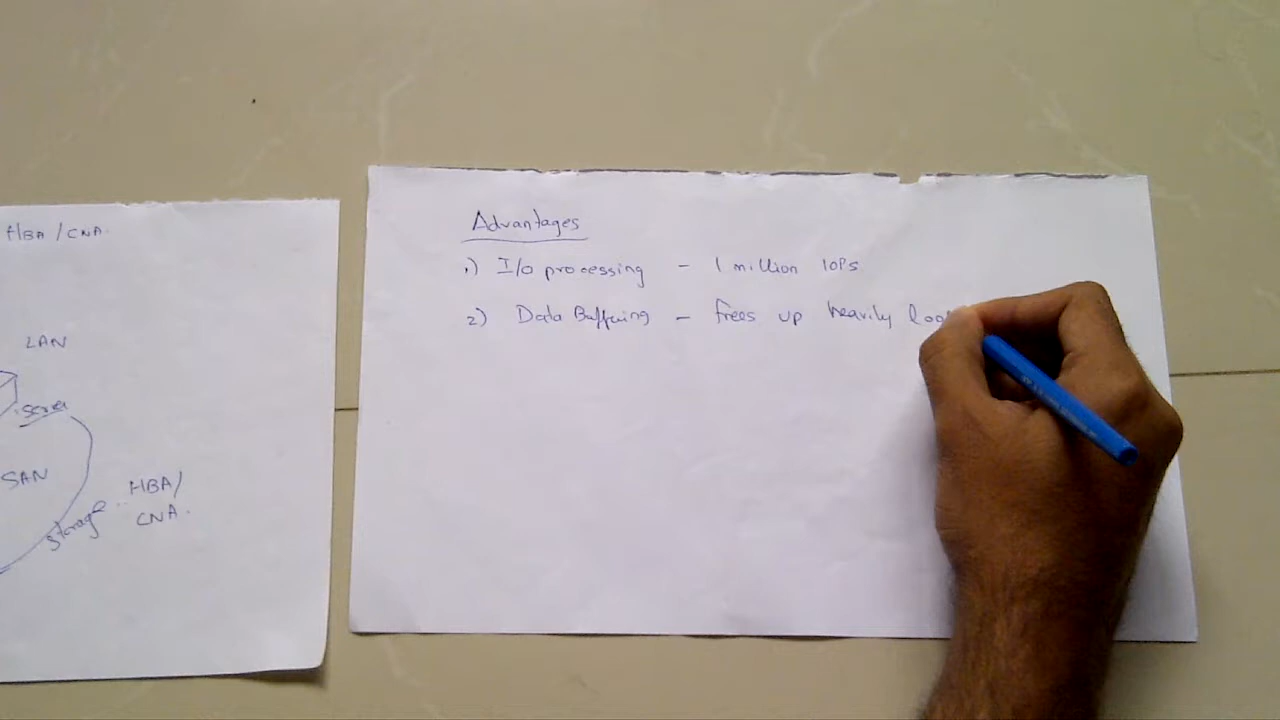 HBA / CNA
LAN
Server
SAN
HBA/
CNA.
Storage
Advantages
1) I/o processing - 1 million IOPs
2) Data Buffering - frees up heavily